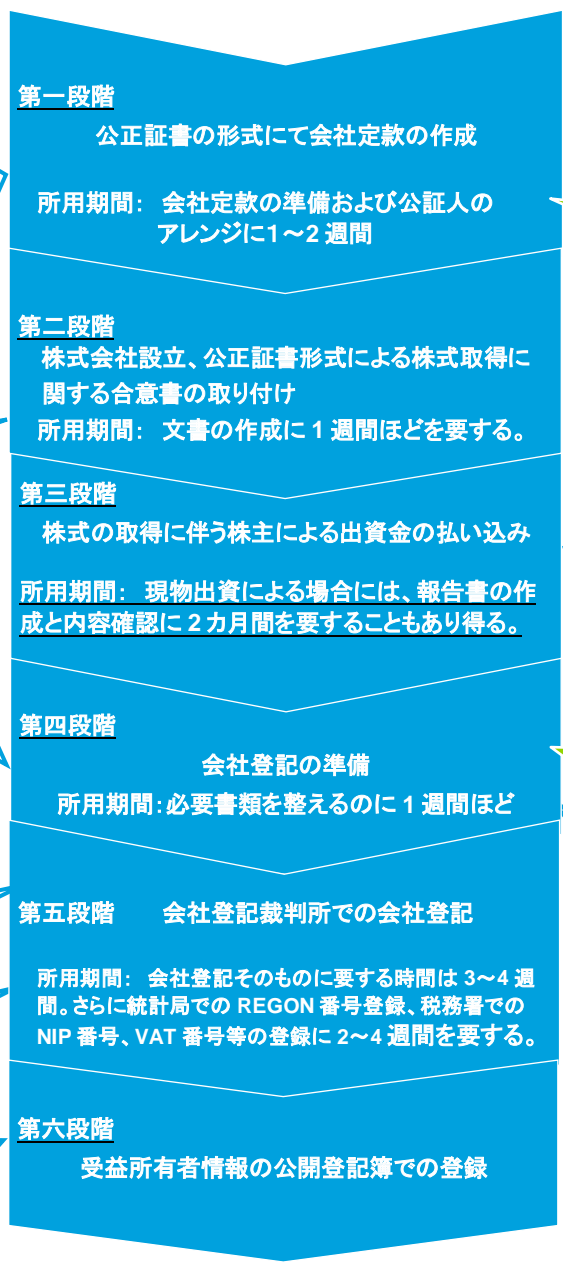 第一段階
公正証書の形式にて会社定款の作成
所用期間： 会社定款の準備および公証人の
アレンジに1～2 週間
第二段階
株式会社設立、公正証書形式による株式取得に
関する合意書の取り付け
所用期間： 文書の作成に 1 週間ほどを要する。
第三段階
株式の取得に伴う株主による出資金の払い込み
所用期間： 現物出資による場合には、報告書の作
成と内容確認に 2 カ月間を要することもあり得る。
第四段階
会社登記の準備
所用期間：必要書類を整えるのに 1 週間ほど
第五段階 会社登記裁判所での会社登記
所用期間： 会社登記そのものに要する時間は 3～4 週
間。さらに統計局での REGON 番号登録、税務署での
NIP 番号、VAT 番号等の登録に 2～4 週間を要する。
第六段階
受益所有者情報の公開登記簿での登録